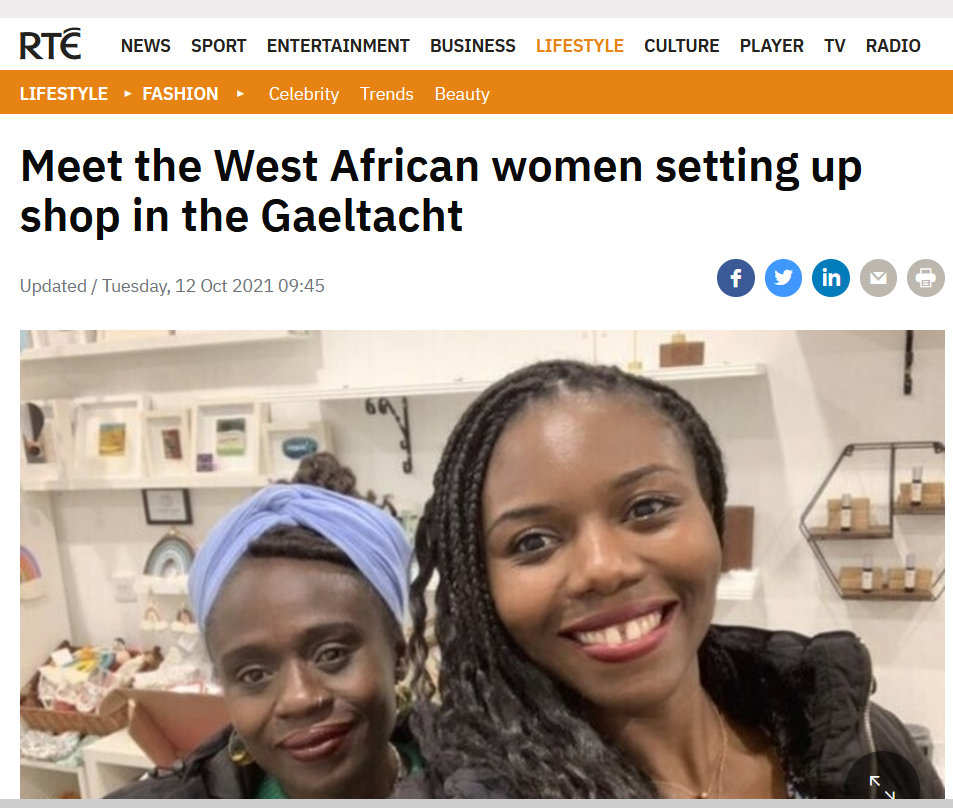 RTÉ
NEWS SPORT ENTERTAINMENT BUSINESS LIFESTYLE CULTURE PLAYER TV RADIO
LIFESTYLE ▸ FASHION ▸ Celebrity Trends Beauty
Meet the West African women setting up
shop in the Gaeltacht
Updated / Tuesday, 12 Oct 2021 09:45
f in